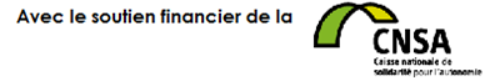 Avec le soutien financier de la
CNSA
Caisse nationale de
solidarité pour l'autonomie